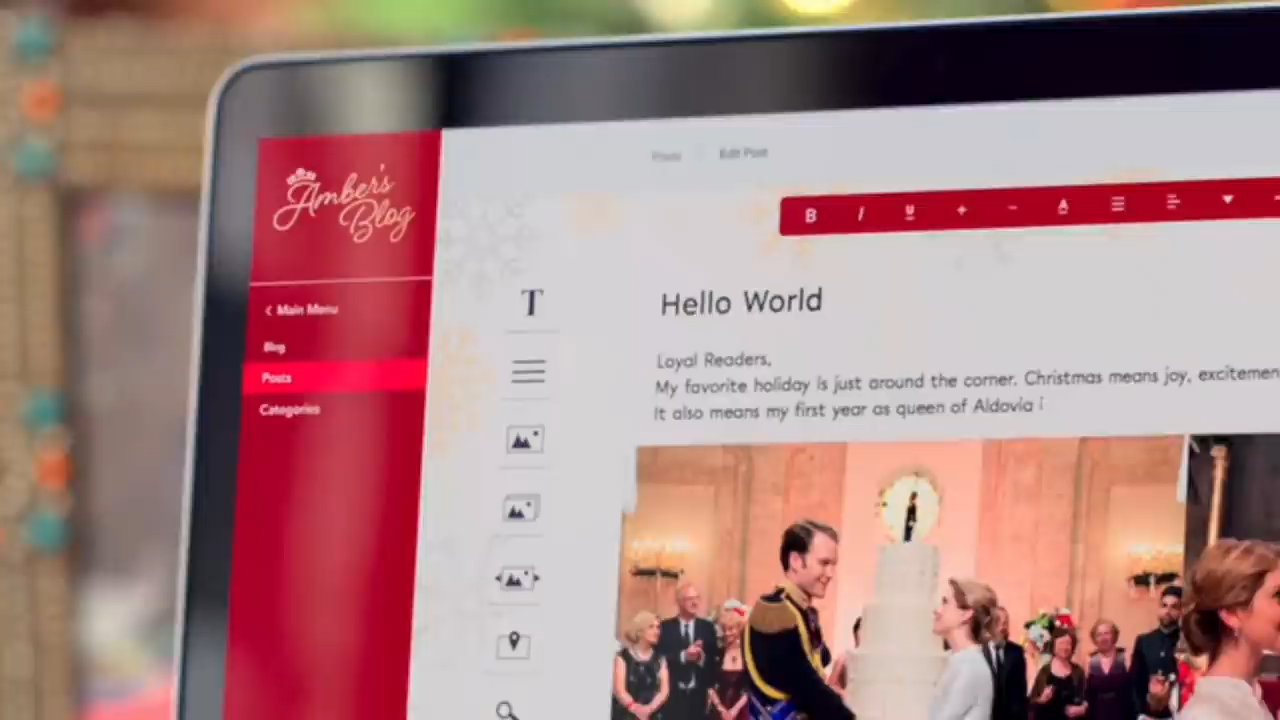 Amber's
Blog
< Main Menu
Blog
Posts
Categories
Posts
Edit Post
B I U + - A
T
Hello World
Loyal Readers,
My favorite holiday is just around the corner. Christmas means joy, excitemen
It also means my first year as queen of Aldovia i